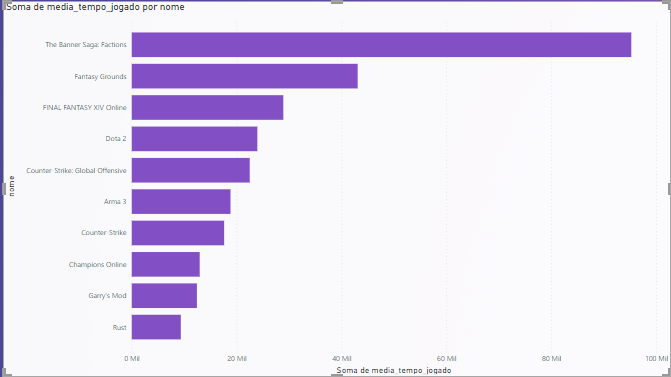 Soma de media_tempo_jogado por nome
The Banner Saga: Factions
Fantasy Grounds
FINAL FANTASY XIV Online
Dota 2
Counter-Strike: Global Offensive
Arma 3
Counter-Strike
Champions Online
Garry's Mod
Rust
nome
0 Mil 20 Mil 40 Mil 60 Mil 80 Mil 100 Mil
Soma de media_tempo_jogado